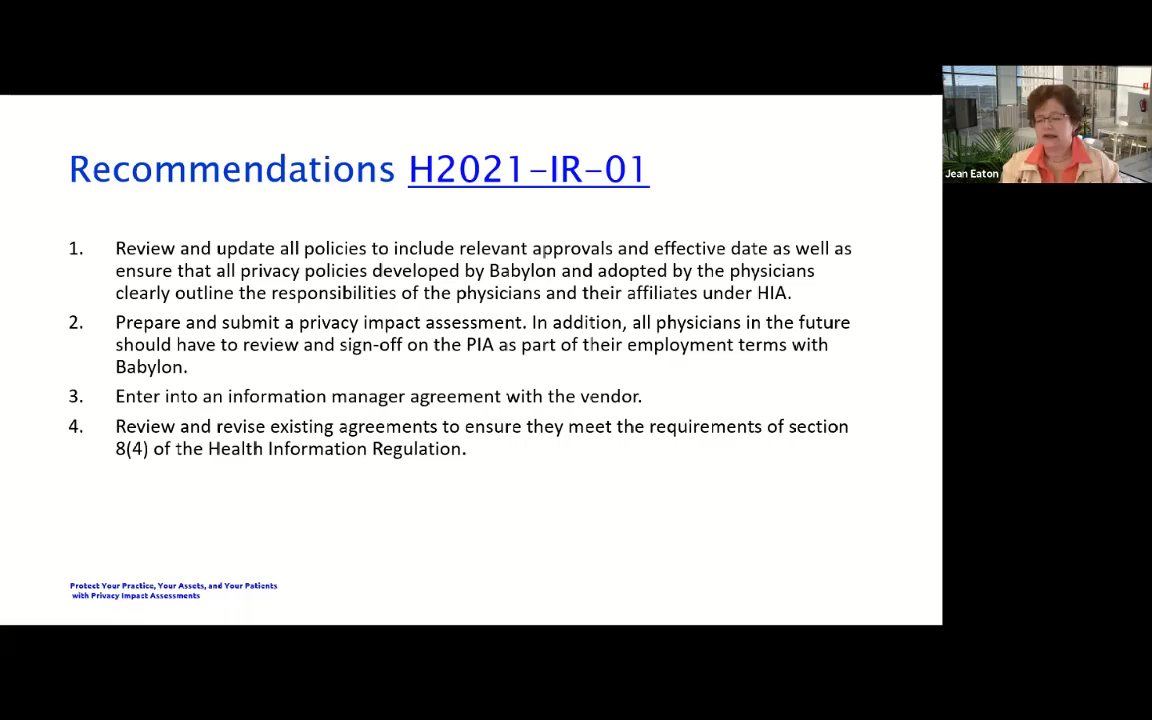 Recommendations H2021-IR-01
1. Review and update all policies to include relevant approvals and effective date as well as
ensure that all privacy policies developed by Babylon and adopted by the physicians
clearly outline the responsibilities of the physicians and their affiliates under HIA.
2. Prepare and submit a privacy impact assessment. In addition, all physicians in the future
should have to review and sign-off on the PIA as part of their employment terms with
Babylon.
3. Enter into an information manager agreement with the vendor.
4. Review and revise existing agreements to ensure they meet the requirements of section
8(4) of the Health Information Regulation.
Protect Your Practice, Your Assets, and Your Patients
with Privacy Impact Assessments
Jean Eaton